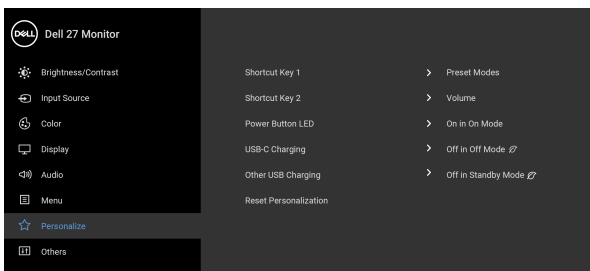 DELL Dell 27 Monitor
Brightness/Contrast Shortcut Key 1 Preset Modes
Input Source Shortcut Key 2 Volume
Color Power Button LED On in On Mode
Display USB-C Charging Off in Off Mode
Audio Other USB Charging Off in Standby Mode
Menu Reset Personalization
Personalize
Others